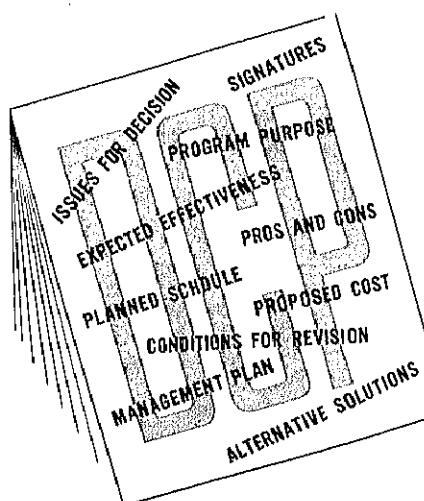 SIGNATURES
ISSUES FOR DECISION
PROGRAM PURPOSE
EXPECTED EFFECTIVENESS
PROS AND CONS
PLANNED SCHDULE
PROPOSED COST
CONDITIONS FOR REVISION
MANAGEMENT PLAN
ALTERNATIVE SOLUTIONS
DCP